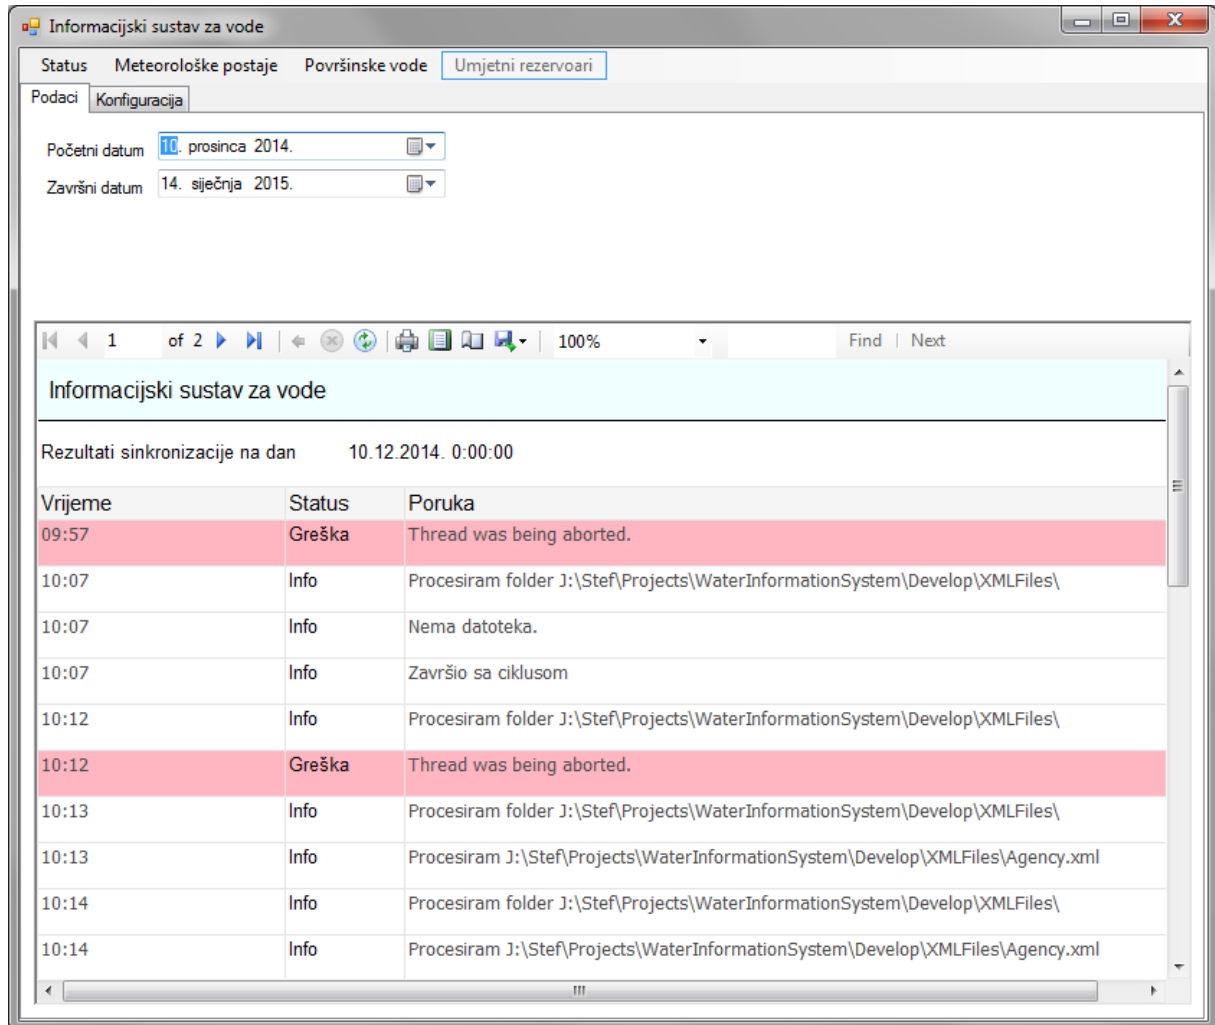 Informacijski sustav za vode
Status Meteorološke postaje Površinske vode Umjetni rezervoari
Podaci Konfiguracija
Početni datum 10. prosinca 2014.
Završni datum 14. siječnja 2015.
1 of 2 100% Find | Next
Informacijski sustav za vode
Rezultati sinkronizacije na dan 10.12.2014. 0:00:00
Vrijeme Status Poruka
09:57 Greška Thread was being aborted.
10:07 Info Procesiram folder J:\Stef\Projects\WaterInformationSystem\Develop\XMLFiles\
10:07 Info Nema datoteka.
10:07 Info Završio sa ciklusom
10:12 Info Procesiram folder J:\Stef\Projects\WaterInformationSystem\Develop\XMLFiles\
10:12 Greška Thread was being aborted.
10:13 Info Procesiram folder J:\Stef\Projects\WaterInformationSystem\Develop\XMLFiles\
10:13 Info Procesiram J:\Stef\Projects\WaterInformationSystem\Develop\XMLFiles\Agency.xml
10:14 Info Procesiram folder J:\Stef\Projects\WaterInformationSystem\Develop\XMLFiles\
10:14 Info Procesiram J:\Stef\Projects\WaterInformationSystem\Develop\XMLFiles\Agency.xml